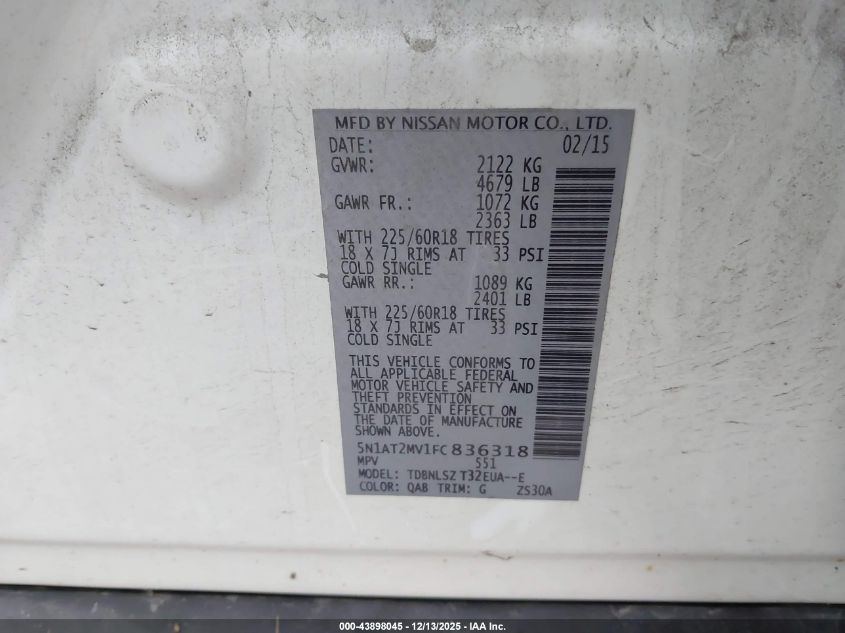 MFD BY NISSAN MOTOR CO., LTD.
DATE: 02/15
GVWR: 2122 KG
4679 LB
GAWR FR.: 1072 KG
2363 LB
WITH 225/60R18 TIRES
18 X 7J RIMS AT 33 PSI
COLD SINGLE
GAWR RR.: 1089 KG
2401 LB
WITH 225/60R18 TIRES
18 X 7J RIMS AT 33 PSI
COLD SINGLE
THIS VEHICLE CONFORMS TO
ALL APPLICABLE FEDERAL
MOTOR VEHICLE SAFETY AND
THEFT PREVENTION
STANDARDS IN EFFECT ON
THE DATE OF MANUFACTURE
SHOWN ABOVE.
5N1AT2MV1FC836318
MPV 551
MODEL: TDBNLSZ T32EUA--E
COLOR: QAB TRIM: G ZS30A
000-43898045 - 12/13/2025 - IAA Inc.